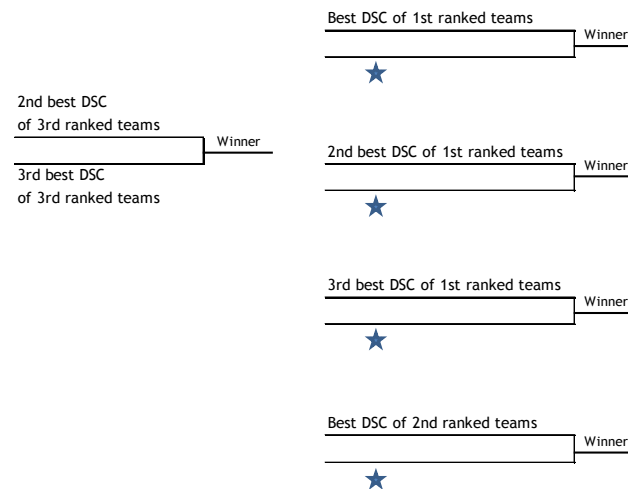 2nd best DSC
of 3rd ranked teams
Winner
3rd best DSC
of 3rd ranked teams
Best DSC of 1st ranked teams
Winner
2nd best DSC of 1st ranked teams
Winner
3rd best DSC of 1st ranked teams
Winner
Best DSC of 2nd ranked teams
Winner